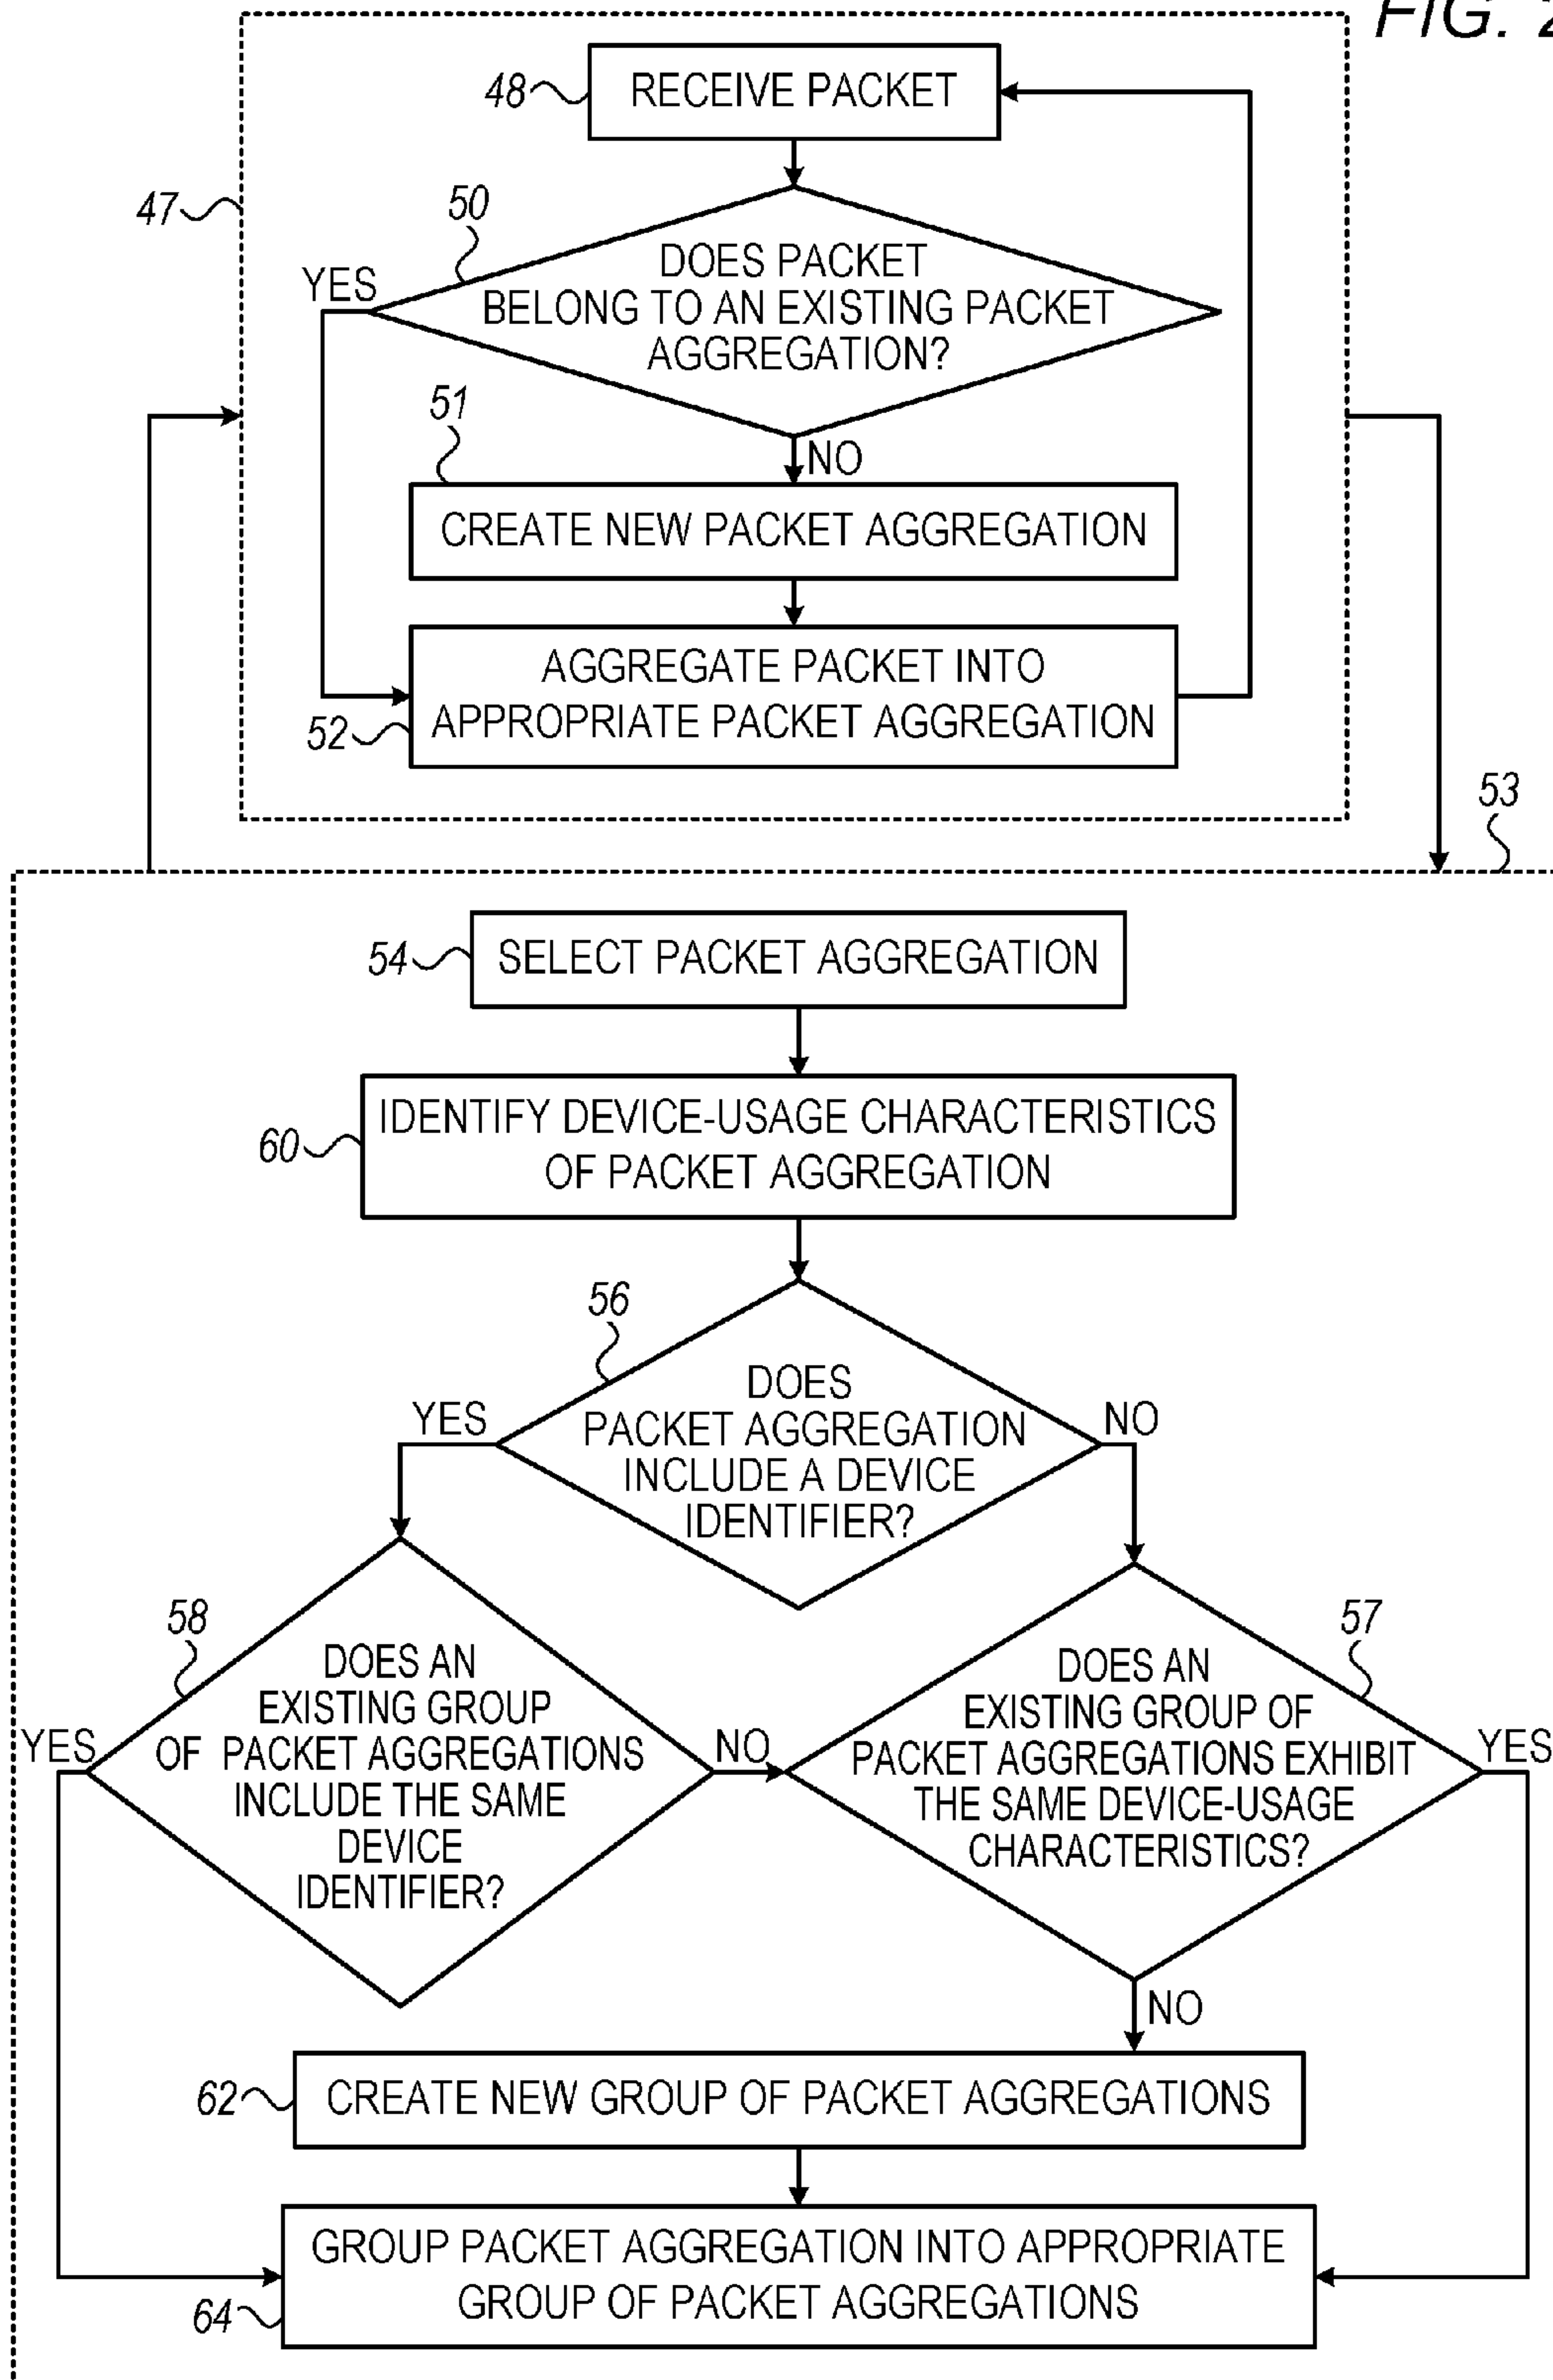 FIG. 2
48
RECEIVE PACKET
47
50
YES
DOES PACKET
BELONG TO AN EXISTING PACKET
AGGREGATION?
51
NO
CREATE NEW PACKET AGGREGATION
AGGREGATE PACKET INTO
APPROPRIATE PACKET AGGREGATION
52
53
54
SELECT PACKET AGGREGATION
60
IDENTIFY DEVICE-USAGE CHARACTERISTICS
OF PACKET AGGREGATION
56
YES
DOES
PACKET AGGREGATION
INCLUDE A DEVICE
IDENTIFIER?
NO
58
YES
DOES AN
EXISTING GROUP
OF PACKET AGGREGATIONS
INCLUDE THE SAME
DEVICE
IDENTIFIER?
NO
57
DOES AN
EXISTING GROUP OF
PACKET AGGREGATIONS EXHIBIT
THE SAME DEVICE-USAGE
CHARACTERISTICS?
YES
NO
62
CREATE NEW GROUP OF PACKET AGGREGATIONS
GROUP PACKET AGGREGATION INTO APPROPRIATE
GROUP OF PACKET AGGREGATIONS
64